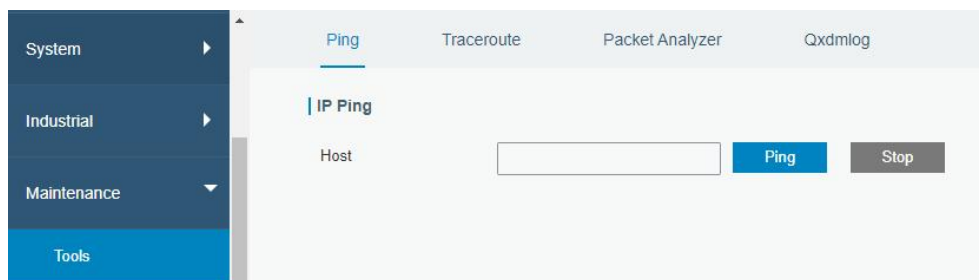 System
Industrial
Maintenance
Tools
Ping Traceroute Packet Analyzer Qxdmlog
IP Ping
Host Ping Stop